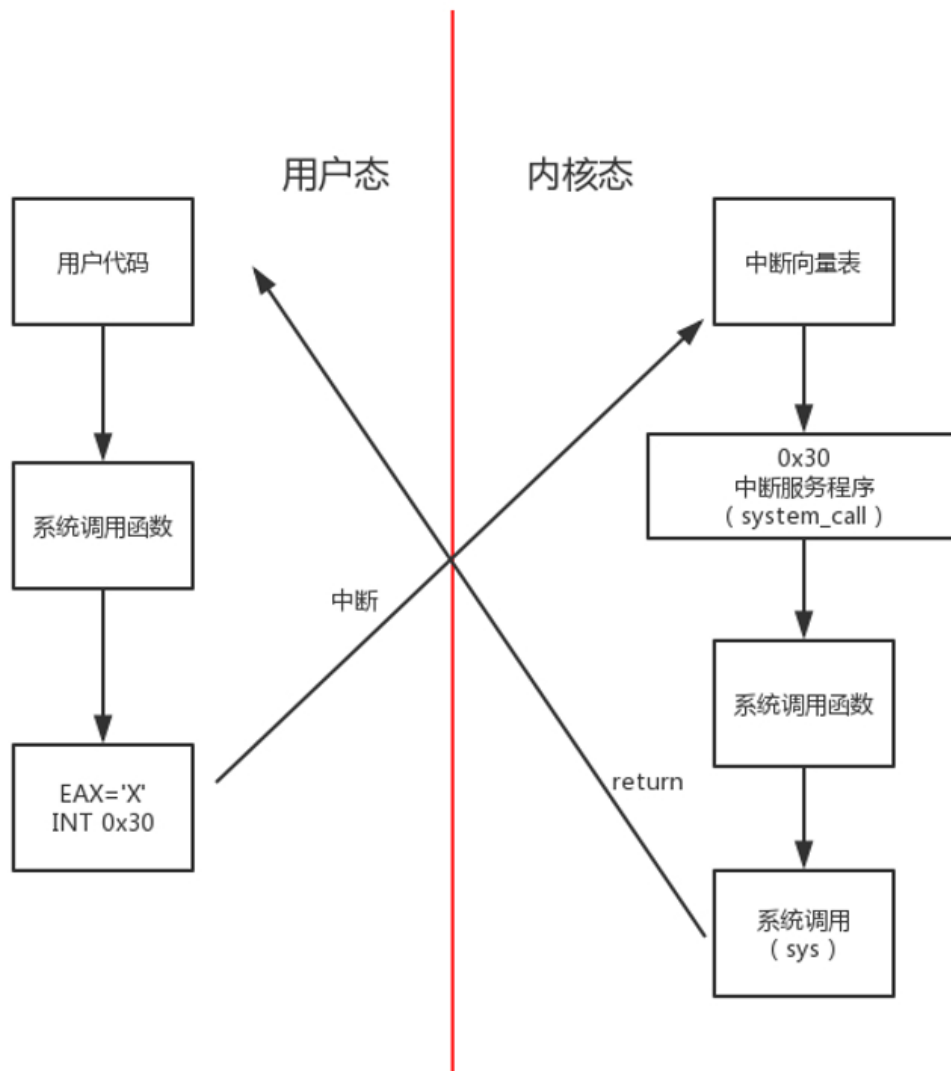 用户态
内核态
用户代码
中断向量表
0x30
中断服务程序
（system_call）
系统调用函数
中断
系统调用函数
EAX='X'
INT 0x30
return
系统调用
（sys）